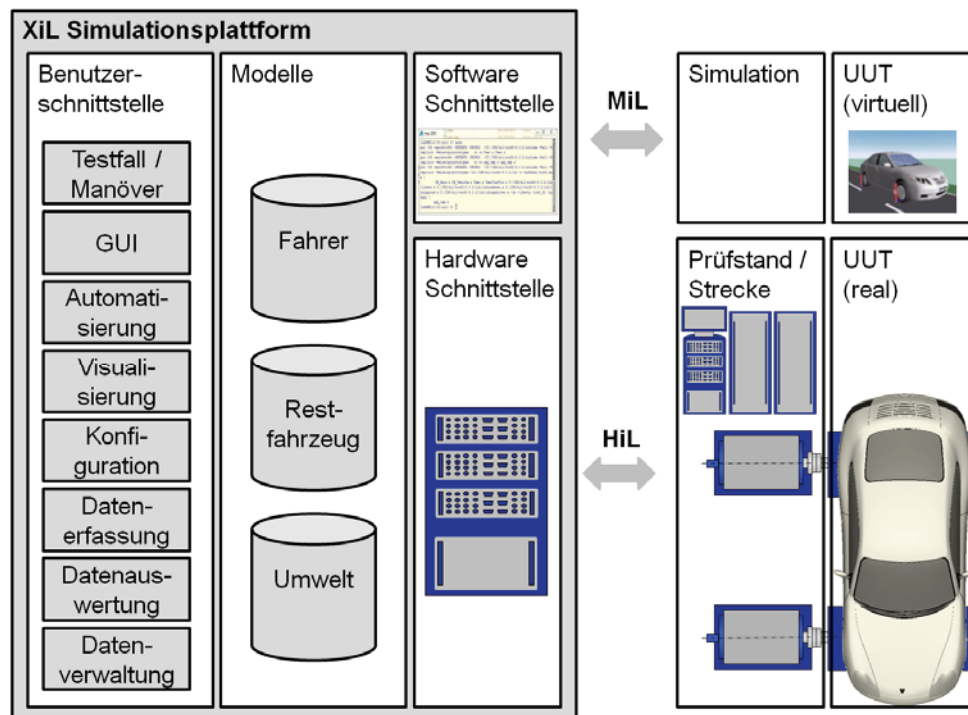 XiL Simulationsplattform
Benutzer-
schnittstelle
Testfall /
Manöver
GUI
Automati-
sierung
Visuali-
sierung
Konfi-
guration
Daten-
erfassung
Datenaus-
wertung
Daten-
verwaltung
Modelle
Fahrer
Rest-
fahrzeug
Umwelt
Software
Schnittstelle
Hardware
Schnittstelle
MiL
HiL
Simulation
UUT
(virtuell)
Prüfstand /
Strecke
UUT
(real)